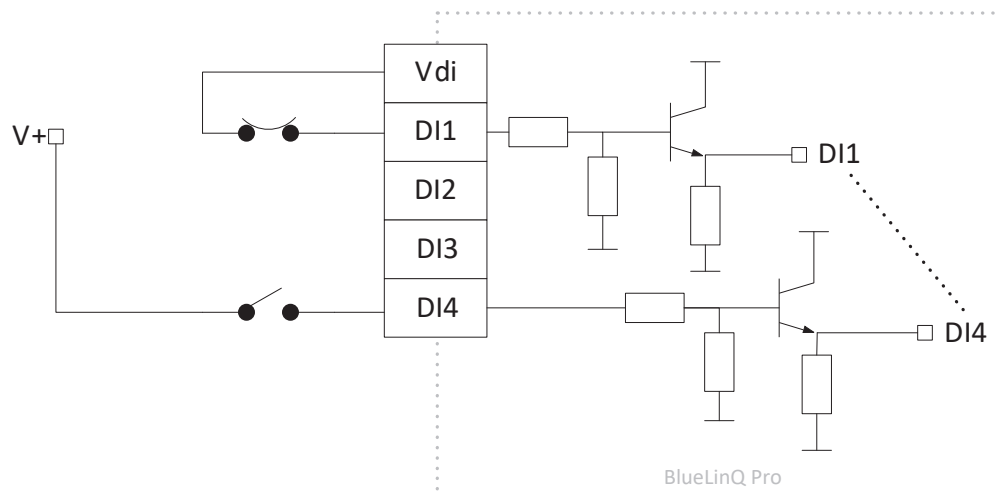 Vdi
V+
DI1
DI1
DI2
DI3
DI4
DI4
BlueLinQ Pro